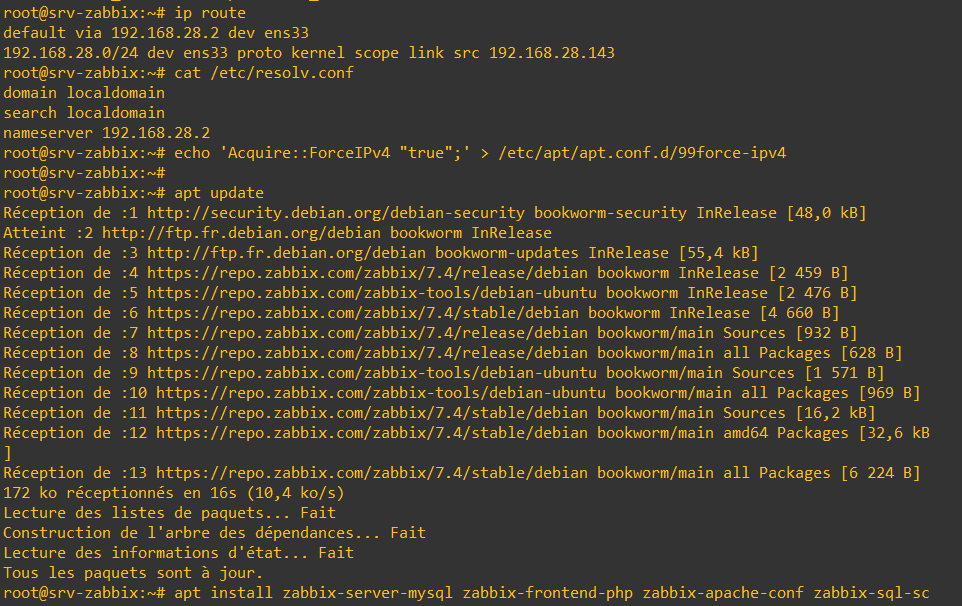 root@srv-zabbix:~# ip route
default via 192.168.28.2 dev ens33
192.168.28.0/24 dev ens33 proto kernel scope link src 192.168.28.143
root@srv-zabbix:~# cat /etc/resolv.conf
domain localdomain
search localdomain
nameserver 192.168.28.2
root@srv-zabbix:~# echo 'Acquire::ForceIPv4 "true";' > /etc/apt/apt.conf.d/99force-ipv4
root@srv-zabbix:~#
root@srv-zabbix:~# apt update
Réception de :1 http://security.debian.org/debian-security bookworm-security InRelease [48,0 kB]
Atteint :2 http://ftp.fr.debian.org/debian bookworm InRelease
Réception de :3 http://ftp.fr.debian.org/debian bookworm-updates InRelease [55,4 kB]
Réception de :4 https://repo.zabbix.com/zabbix/7.4/release/debian bookworm InRelease [2 459 B]
Réception de :5 https://repo.zabbix.com/zabbix-tools/debian-ubuntu bookworm InRelease [2 476 B]
Réception de :6 https://repo.zabbix.com/zabbix/7.4/stable/debian bookworm InRelease [4 660 B]
Réception de :7 https://repo.zabbix.com/zabbix/7.4/release/debian bookworm/main Sources [932 B]
Réception de :8 https://repo.zabbix.com/zabbix/7.4/release/debian bookworm/main all Packages [628 B]
Réception de :9 https://repo.zabbix.com/zabbix-tools/debian-ubuntu bookworm/main Sources [1 571 B]
Réception de :10 https://repo.zabbix.com/zabbix-tools/debian-ubuntu bookworm/main all Packages [969 B]
Réception de :11 https://repo.zabbix.com/zabbix/7.4/stable/debian bookworm/main Sources [16,2 kB]
Réception de :12 https://repo.zabbix.com/zabbix/7.4/stable/debian bookworm/main amd64 Packages [32,6 kB
]
Réception de :13 https://repo.zabbix.com/zabbix/7.4/stable/debian bookworm/main all Packages [6 224 B]
172 ko réceptionnés en 16s (10,4 ko/s)
Lecture des listes de paquets... Fait
Construction de l'arbre des dépendances... Fait
Lecture des informations d'état... Fait
Tous les paquets sont à jour.
root@srv-zabbix:~# apt install zabbix-server-mysql zabbix-frontend-php zabbix-apache-conf zabbix-sql-sc